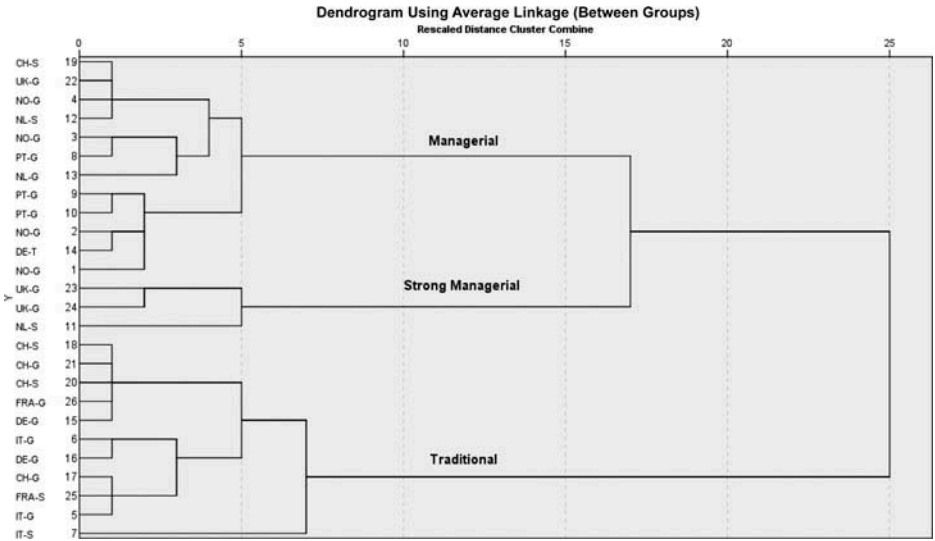 Dendrogram Using Average Linkage (Between Groups)
Rescaled Distance Cluster Combine
0 5 10 15 20 25
CH-S 19
UK-G 22
NO-G 4
NL-S 12
NO-G 3
PT-G 8
Managerial
NL-G 13
PT-G 9
PT-G 10
NO-G 2
DE-T 14
NO-G 1
UK-G 23
Strong Managerial
Y
UK-G 24
NL-S 11
CH-S 18
CH-G 21
CH-S 20
FRA-G 26
DE-G 15
IT-G 6
DE-G 16
Traditional
CH-G 17
FRA-S 25
IT-G 5
IT-S 7